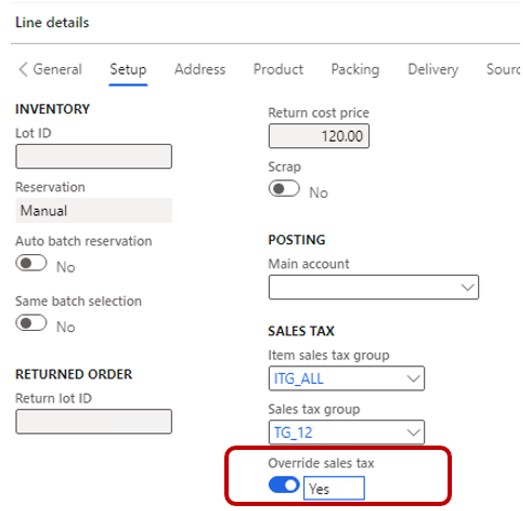 Line details
General Setup Address Product Packing Delivery Sourc
INVENTORY
Lot ID
Reservation
Manual
Auto batch reservation
No
Same batch selection
No
RETURNED ORDER
Return lot ID
Return cost price
120.00
Scrap
No
POSTING
Main account
SALES TAX
Item sales tax group
ITG_ALL
Sales tax group
TG_12
Override sales tax
Yes